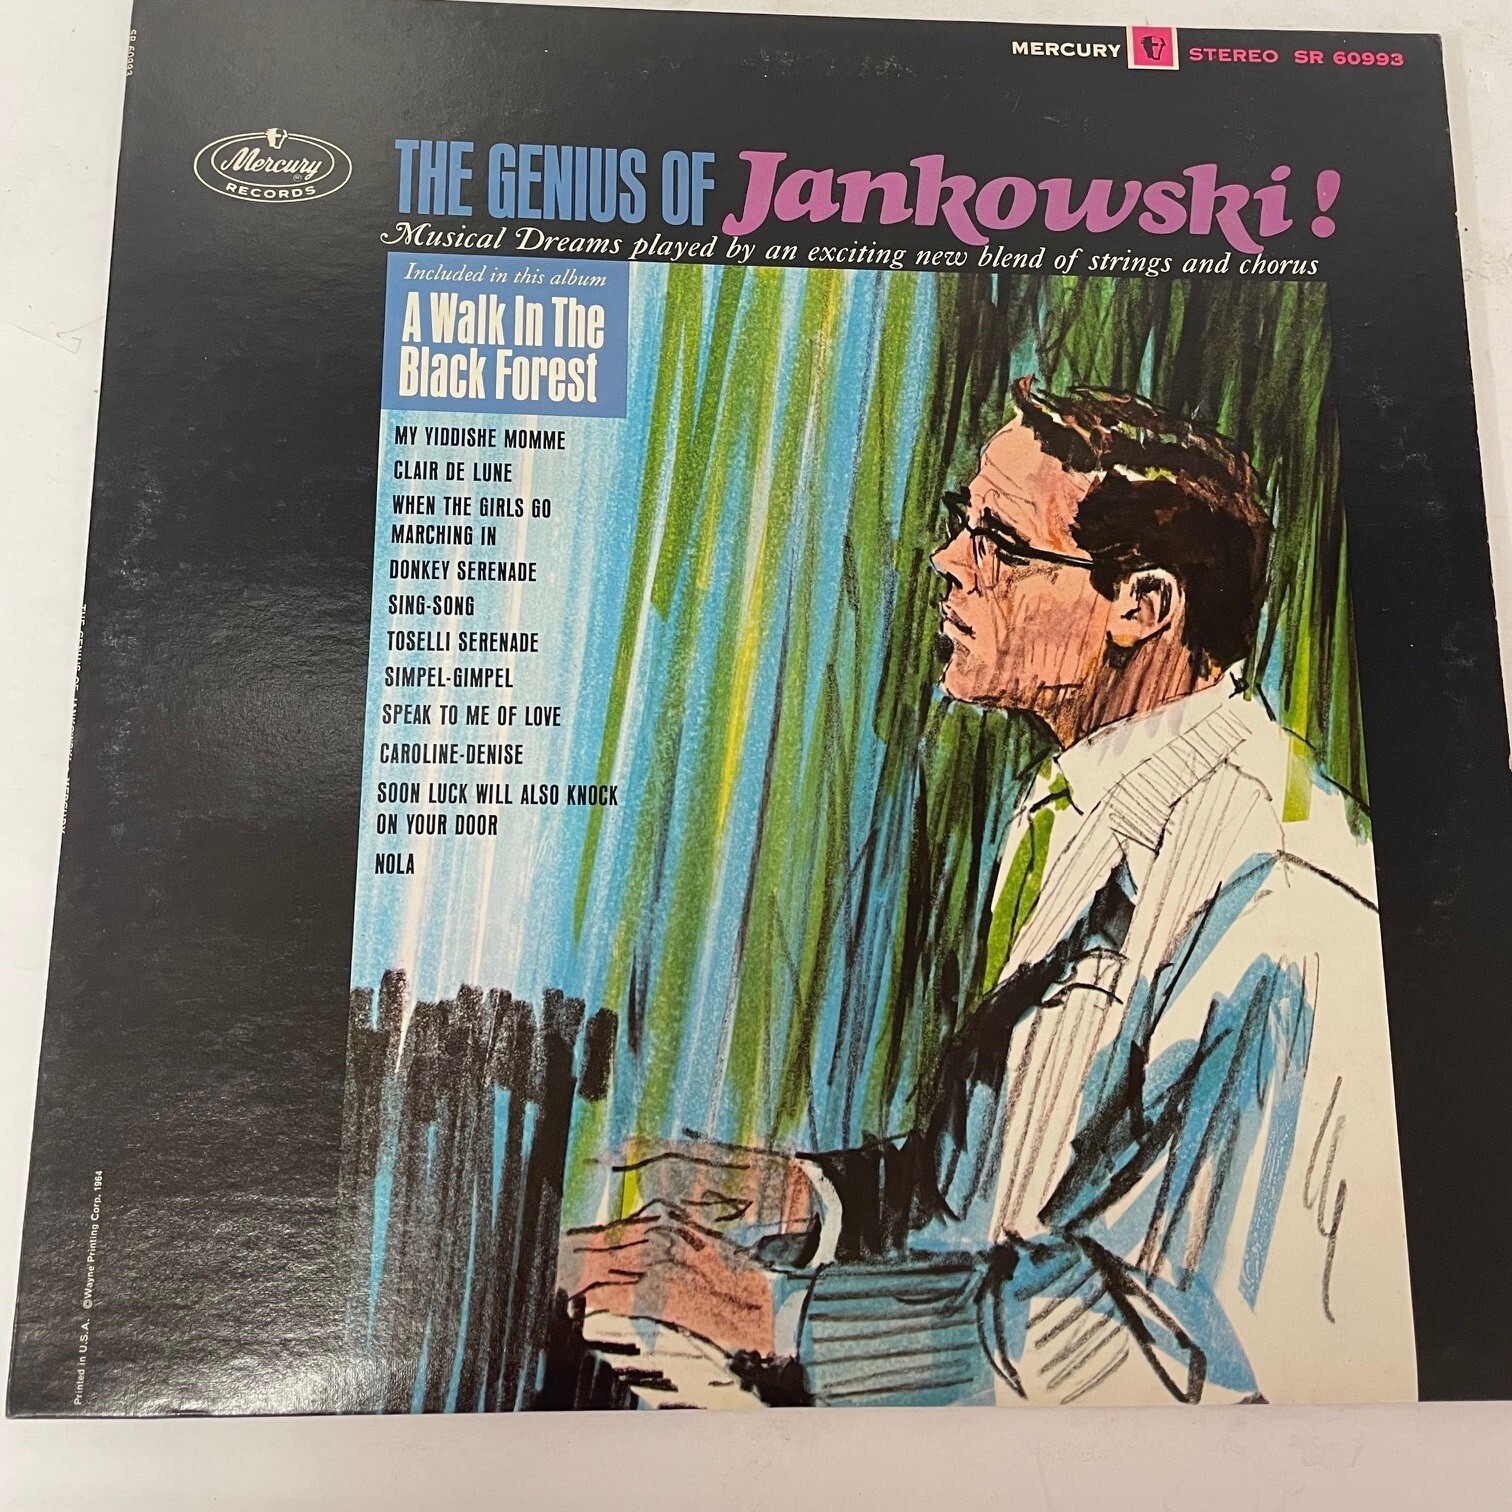 MERCURY STEREO SR 60993
SR 60993
Mercury
RECORDS
THE GENIUS OF Jankowski!
Musical Dreams played by an exciting new blend of strings and chorus
Included in this album
A Walk In The
Black Forest
MY YIDDISHE MOMME
CLAIR DE LUNE
WHEN THE GIRLS GO
MARCHING IN
DONKEY SERENADE
SING-SONG
TOSELLI SERENADE
SIMPEL-GIMPEL
SPEAK TO ME OF LOVE
CAROLINE-DENISE
SOON LUCK WILL ALSO KNOCK
ON YOUR DOOR
NOLA
Printed in U.S.A. ©Wayne Printing Corp. 1964